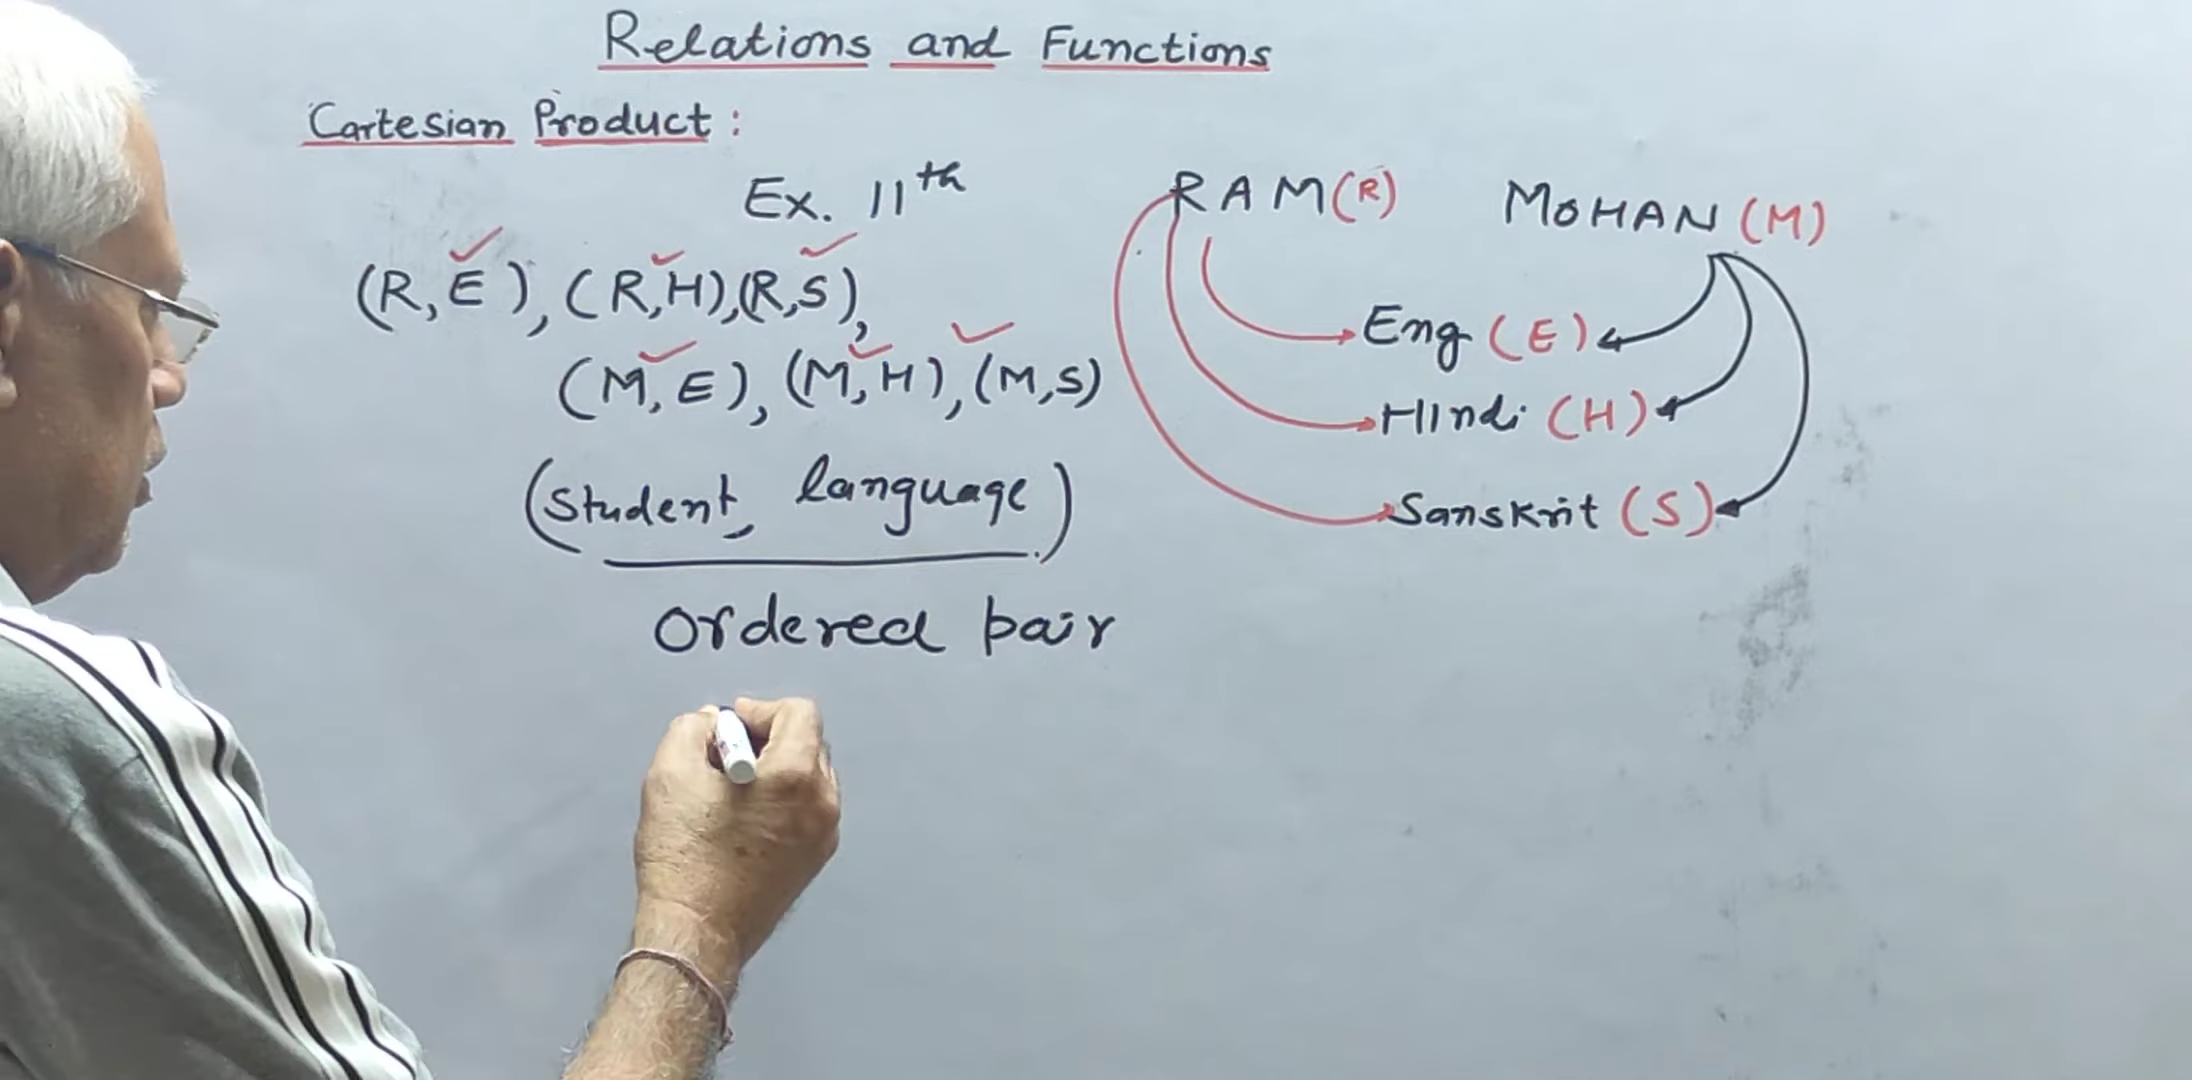 Relations and Functions
Cartesian Product:
Ex. 11th
(R, E), (R, H), (R, S),
(M, E), (M, H), (M, S)
(Student, language)
Ordered pair
RAM (R) MOHAN (M)
Eng (E)
HIndi (H)
Sanskrit (S)